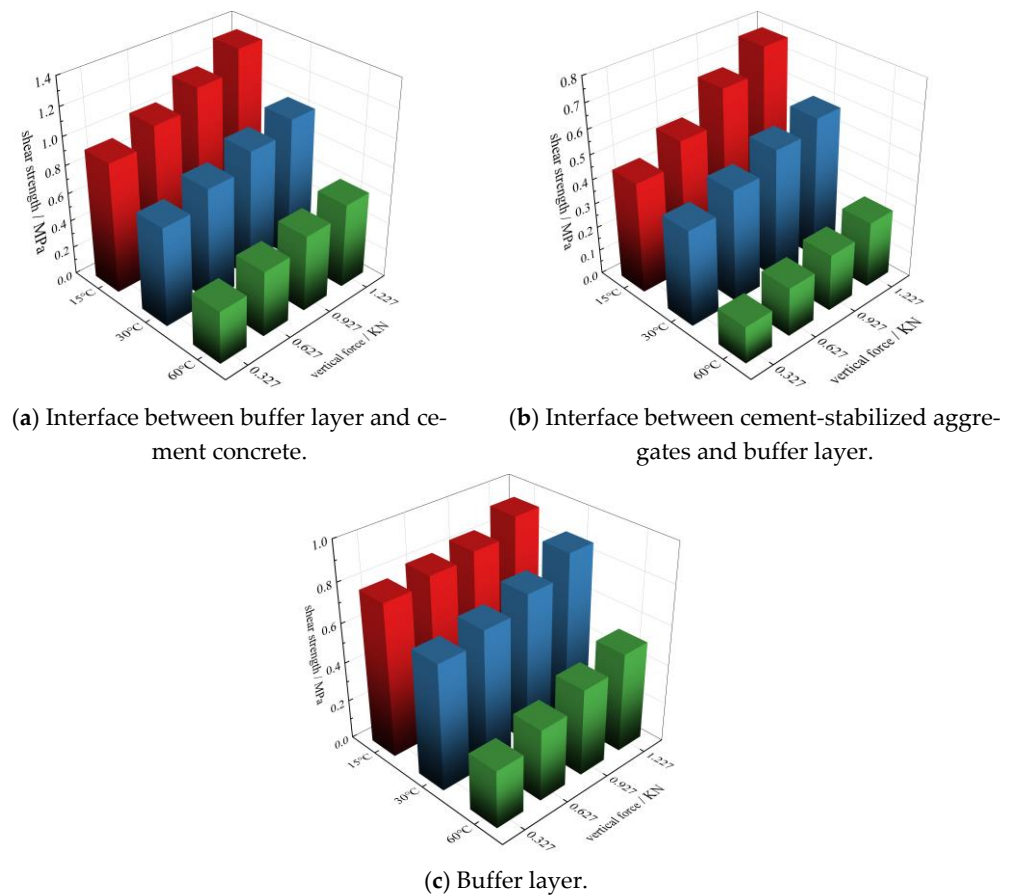 1.4
1.2
1.0
0.8
0.6
0.4
0.2
0.0
shear strength / MPa
15°C
30°C
60°C
0.327
0.627
0.927
1.227
vertical force / KN
0.8
0.7
0.6
0.5
0.4
0.3
0.2
0.1
0.0
shear strength / MPa
15°C
30°C
60°C
0.327
0.627
0.927
1.227
vertical force / KN
(a) Interface between buffer layer and ce-
ment concrete.
(b) Interface between cement-stabilized aggre-
gates and buffer layer.
1.0
0.8
0.6
0.4
0.2
0.0
shear strength / MPa
15°C
30°C
60°C
0.327
0.627
0.927
1.227
vertical force / KN
(c) Buffer layer.